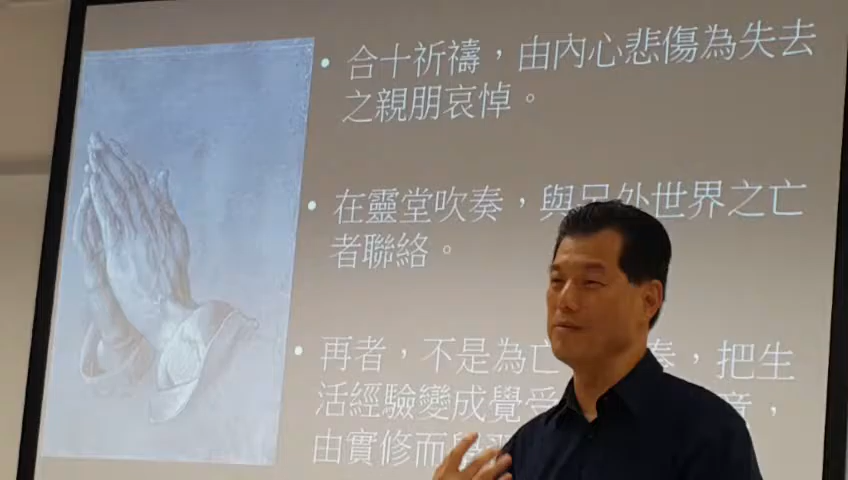 • 合十祈禱，由內心悲傷為失去
之親朋哀悼。
• 在靈堂吹奏，與另外世界之亡
者聯絡。
• 再者，不是為亡 奏，把生
活經驗變成覺受 ，
由實修而